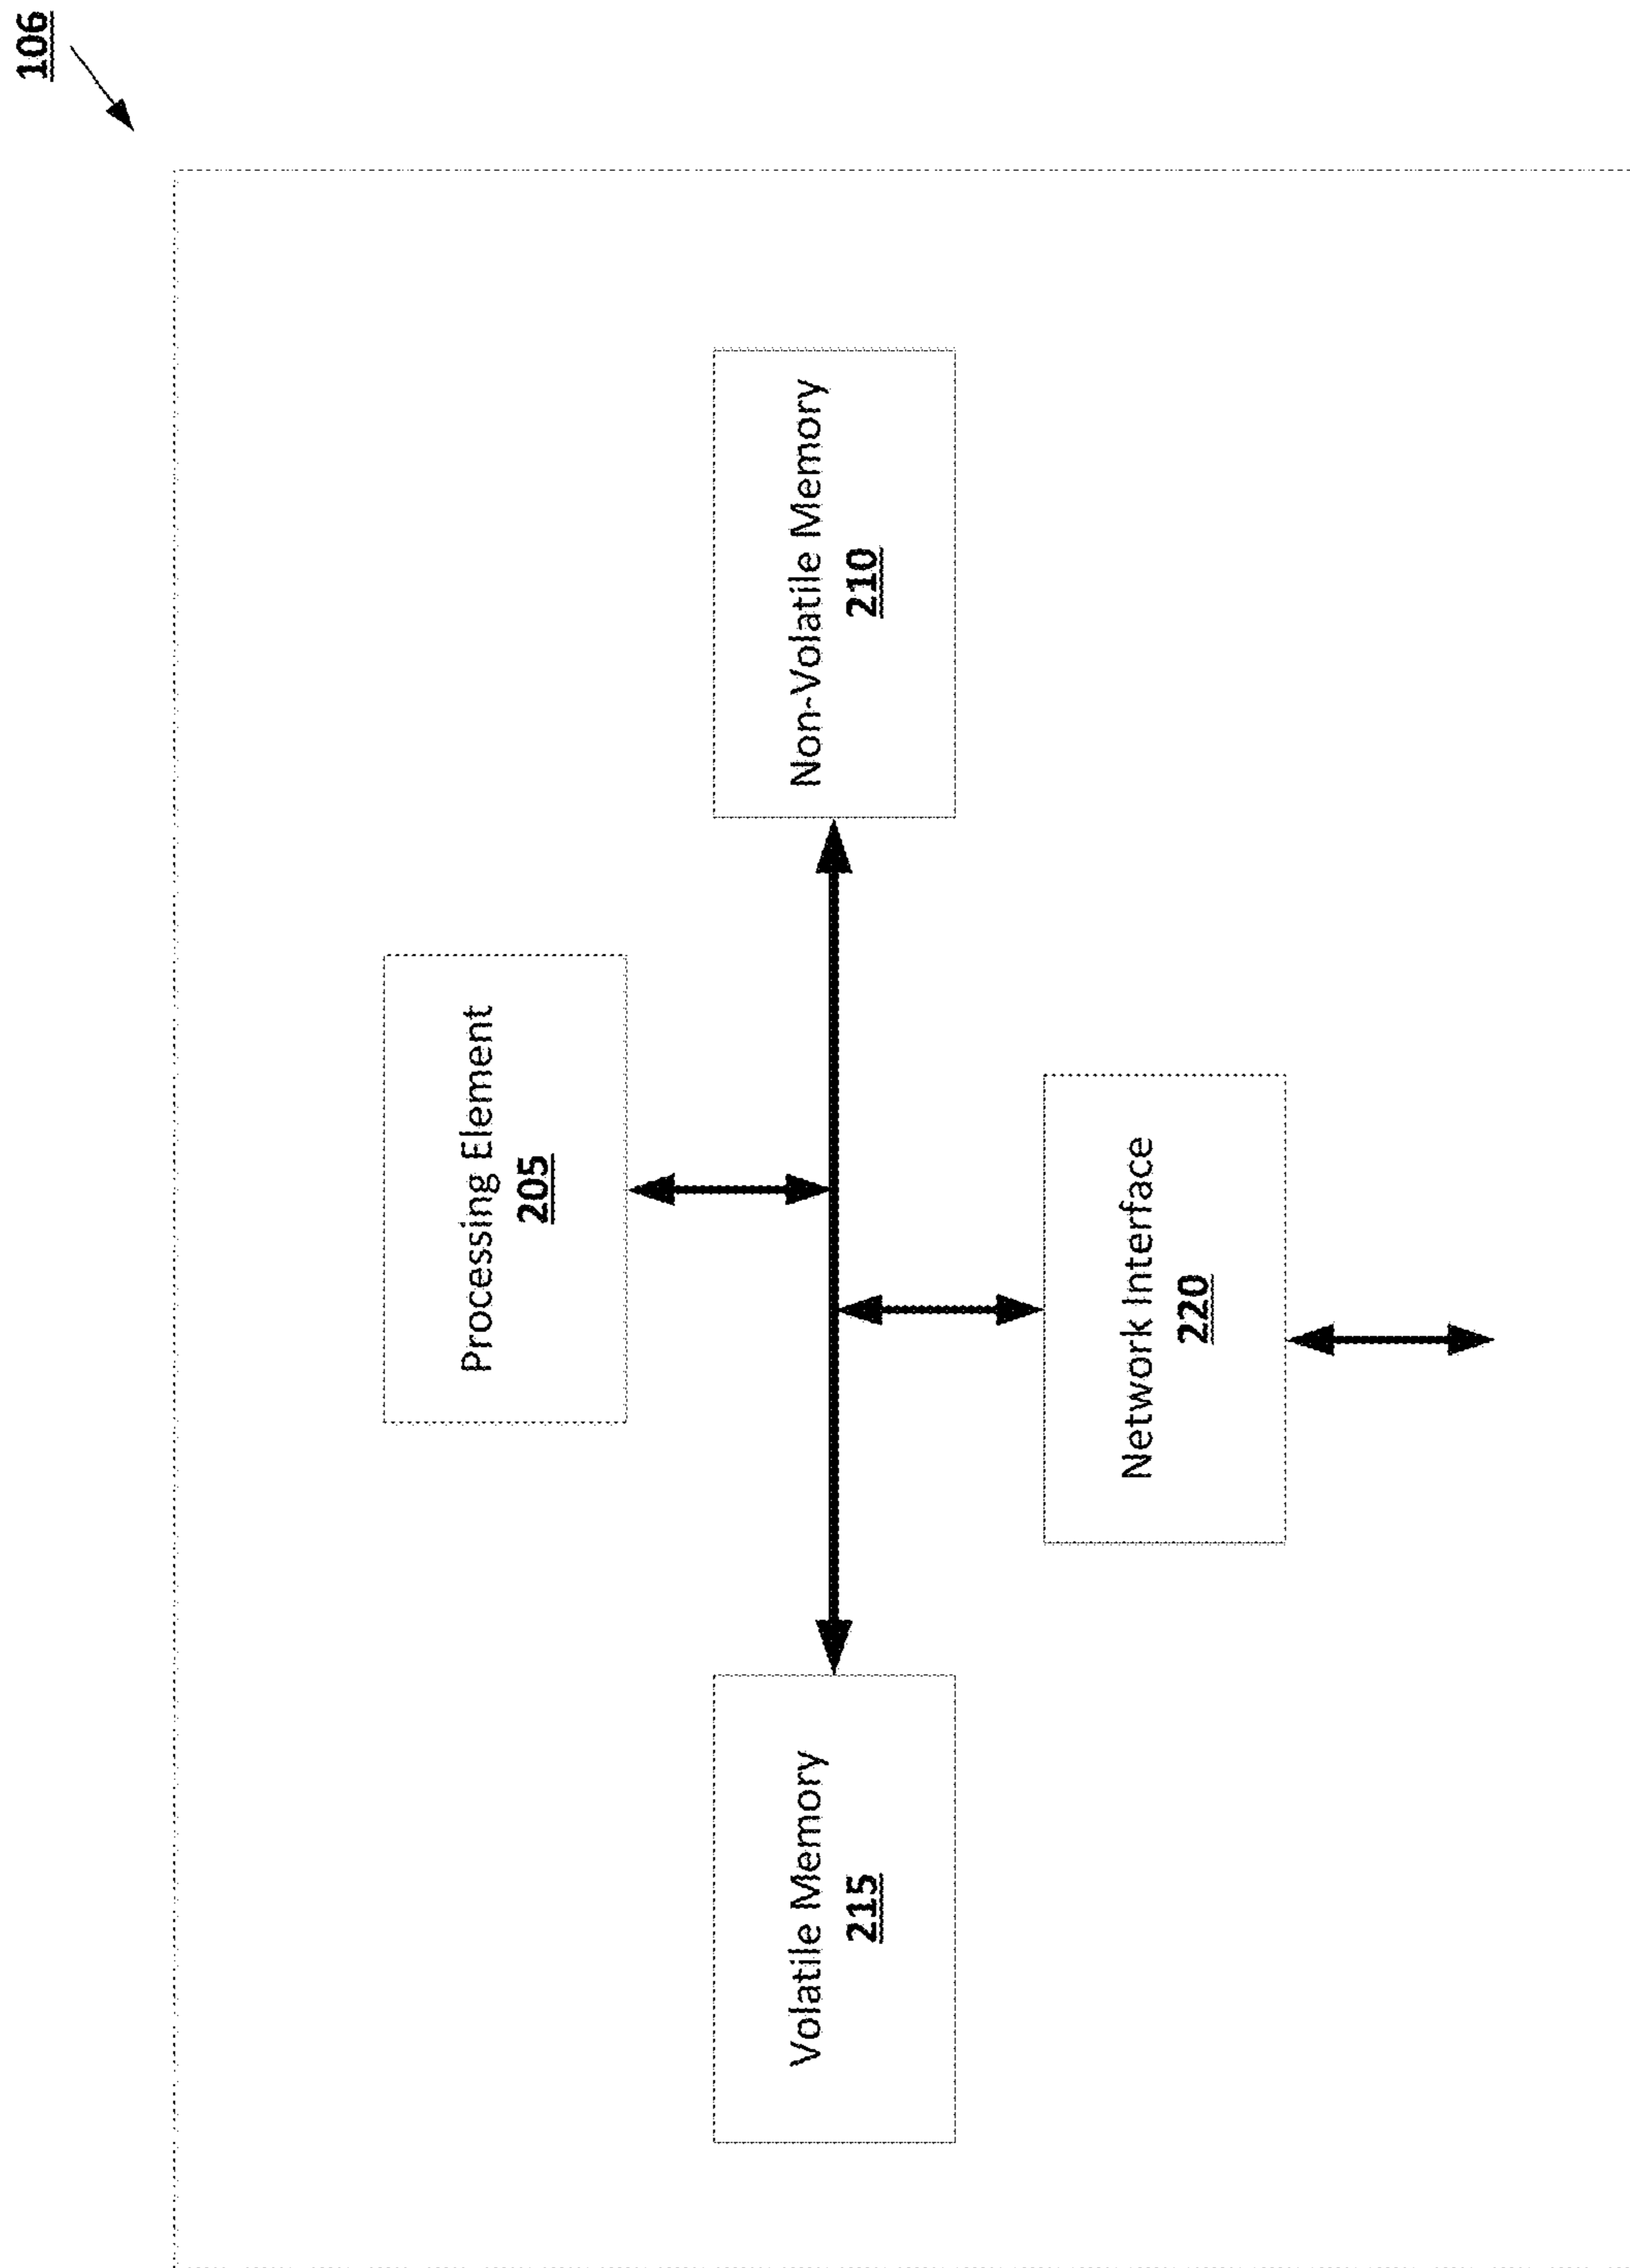 106
Processing Element
205
Volatile Memory
215
Non-Volatile Memory
210
Network Interface
220